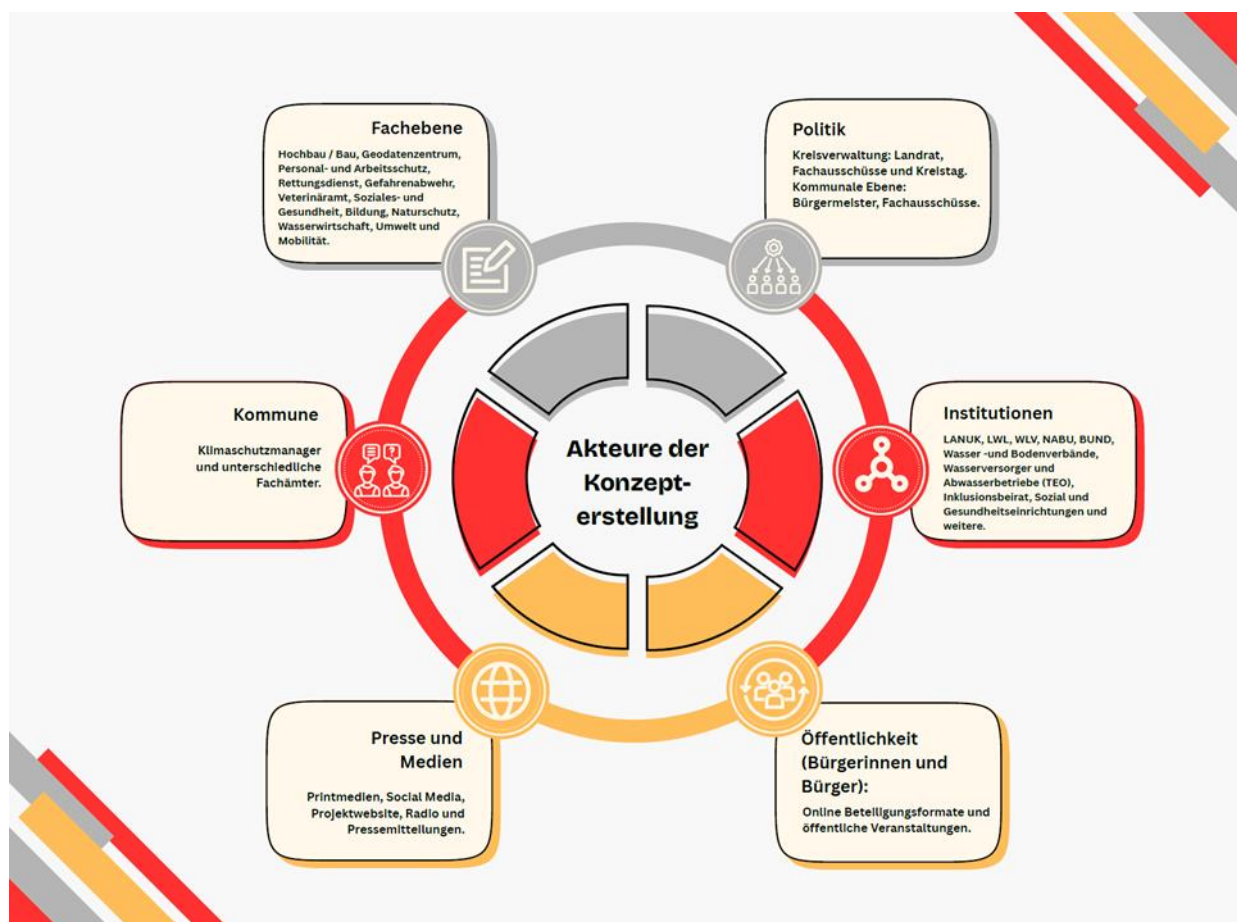 Fachebene
Hochbau / Bau, Geodatenzentrum,
Personal- und Arbeitsschutz,
Rettungsdienst, Gefahrenabwehr,
Veterinäramt, Soziales- und
Gesundheit, Bildung, Naturschutz,
Wasserwirtschaft, Umwelt und
Mobilität.
Politik
Kreisverwaltung: Landrat,
Fachausschüsse und Kreistag.
Kommunale Ebene:
Bürgermeister, Fachausschüsse.
Kommune
Klimaschutzmanager
und unterschiedliche
Fachämter.
Akteure der
Konzept-
erstellung
Institutionen
LANUK, LWL, WLV, NABU, BUND,
Wasser -und Bodenverbände,
Wasserversorger und
Abwasserbetriebe (TEO),
Inklusionsbeirat, Sozial und
Gesundheitseinrichtungen und
weitere.
Presse und
Medien
Printmedien, Social Media,
Projektwebsite, Radio und
Pressemitteilungen.
Öffentlichkeit
(Bürgerinnen und
Bürger):
Online Beteiligungsformate und
öffentliche Veranstaltungen.